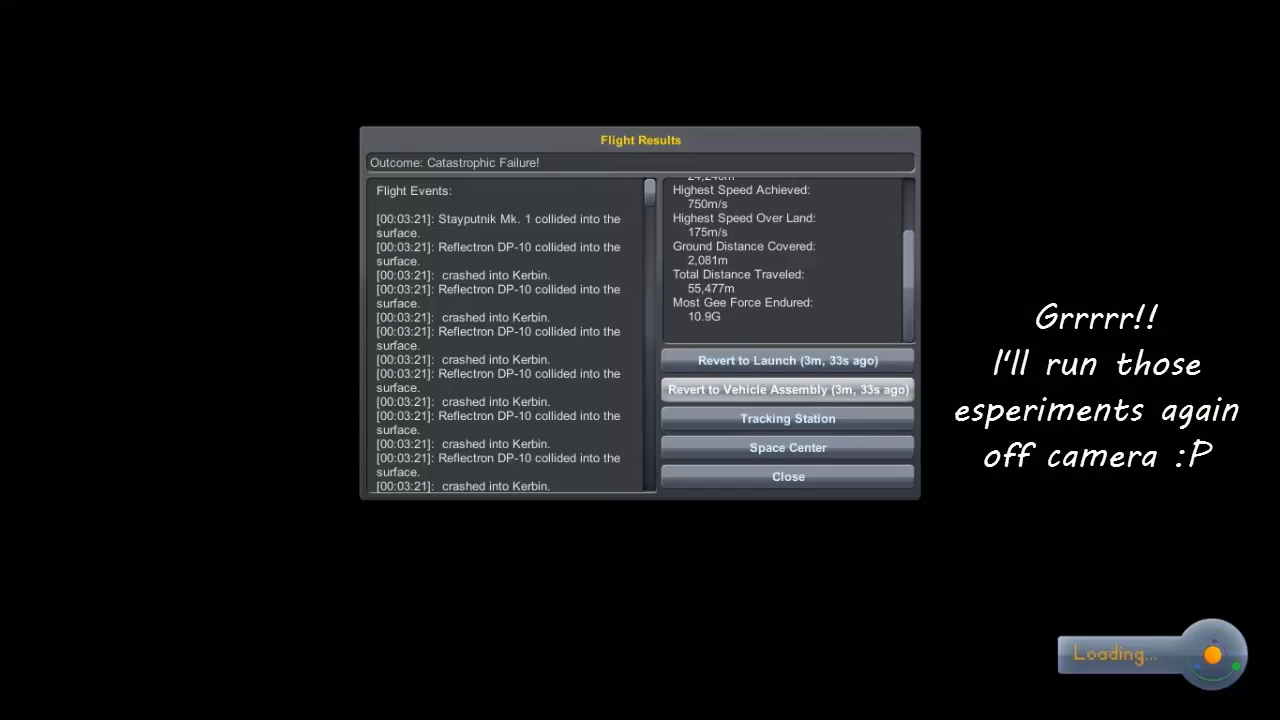 Flight Results
Outcome: Catastrophic Failure!
Flight Events:
[00:03:21]: Stayputnik Mk. 1 collided into the
surface.
[00:03:21]: Reflectron DP-10 collided into the
surface.
[00:03:21]:  crashed into Kerbin.
[00:03:21]: Reflectron DP-10 collided into the
surface.
[00:03:21]:  crashed into Kerbin.
[00:03:21]: Reflectron DP-10 collided into the
surface.
[00:03:21]:  crashed into Kerbin.
[00:03:21]: Reflectron DP-10 collided into the
surface.
[00:03:21]:  crashed into Kerbin.
[00:03:21]: Reflectron DP-10 collided into the
surface.
[00:03:21]:  crashed into Kerbin.
[00:03:21]: Reflectron DP-10 collided into the
surface.
[00:03:21]:  crashed into Kerbin.
Highest Speed Achieved:
750m/s
Highest Speed Over Land:
175m/s
Ground Distance Covered:
2,081m
Total Distance Traveled:
55,477m
Most Gee Force Endured:
10.9G
Revert to Launch (3m, 33s ago)
Revert to Vehicle Assembly (3m, 33s ago)
Tracking Station
Space Center
Close
Grrrrr!!
I'll run those
esperiments again
off camera :P
Loading...